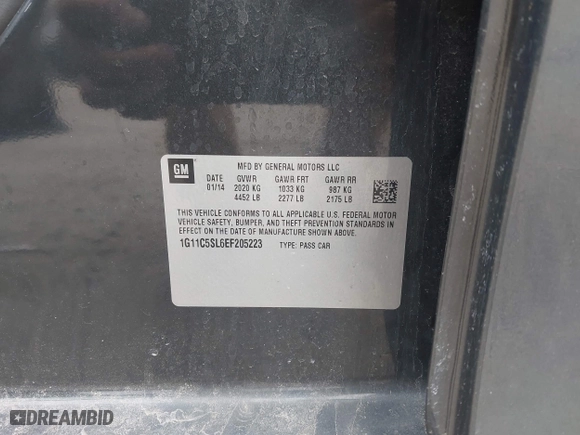 GM
MFD BY GENERAL MOTORS LLC
DATE GVWR GAWR FRT GAWR RR
01/14 2020 KG 1033 KG 987 KG
4452 LB 2277 LB 2175 LB
THIS VEHICLE CONFORMS TO ALL APPLICABLE U.S. FEDERAL MOTOR
VEHICLE SAFETY, BUMPER, AND THEFT PREVENTION STANDARDS
IN EFFECT ON THE DATE OF MANUFACTURE SHOWN ABOVE.
1G11C5SL6EF205223 TYPE: PASS CAR
DREAMBID